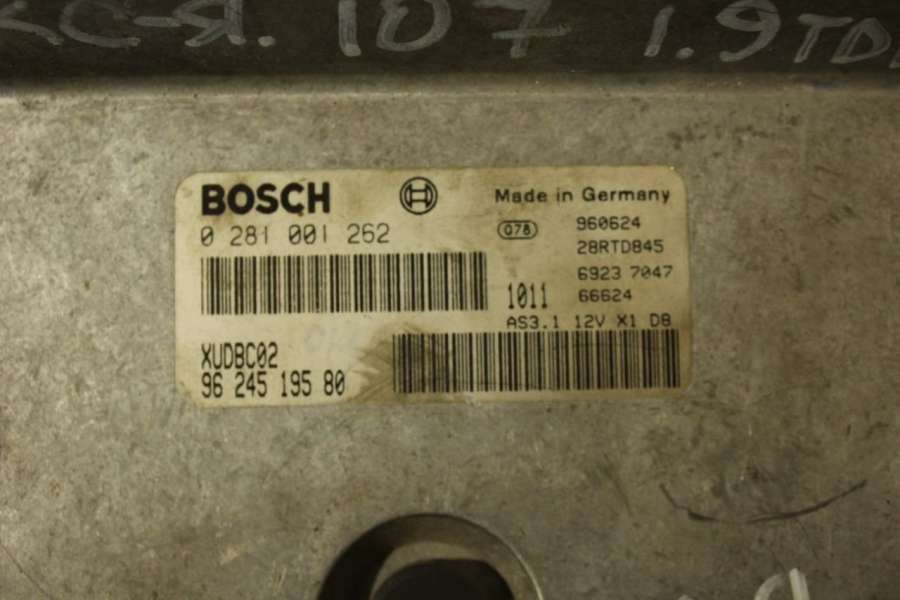 107 1.9TD
BOSCH
Made in Germany
0 281 001 262
078
960624
28RTD845
6923 7047
1011
66624
AS3.1 12V X1 D8
XUDBC02
96 245 195 80